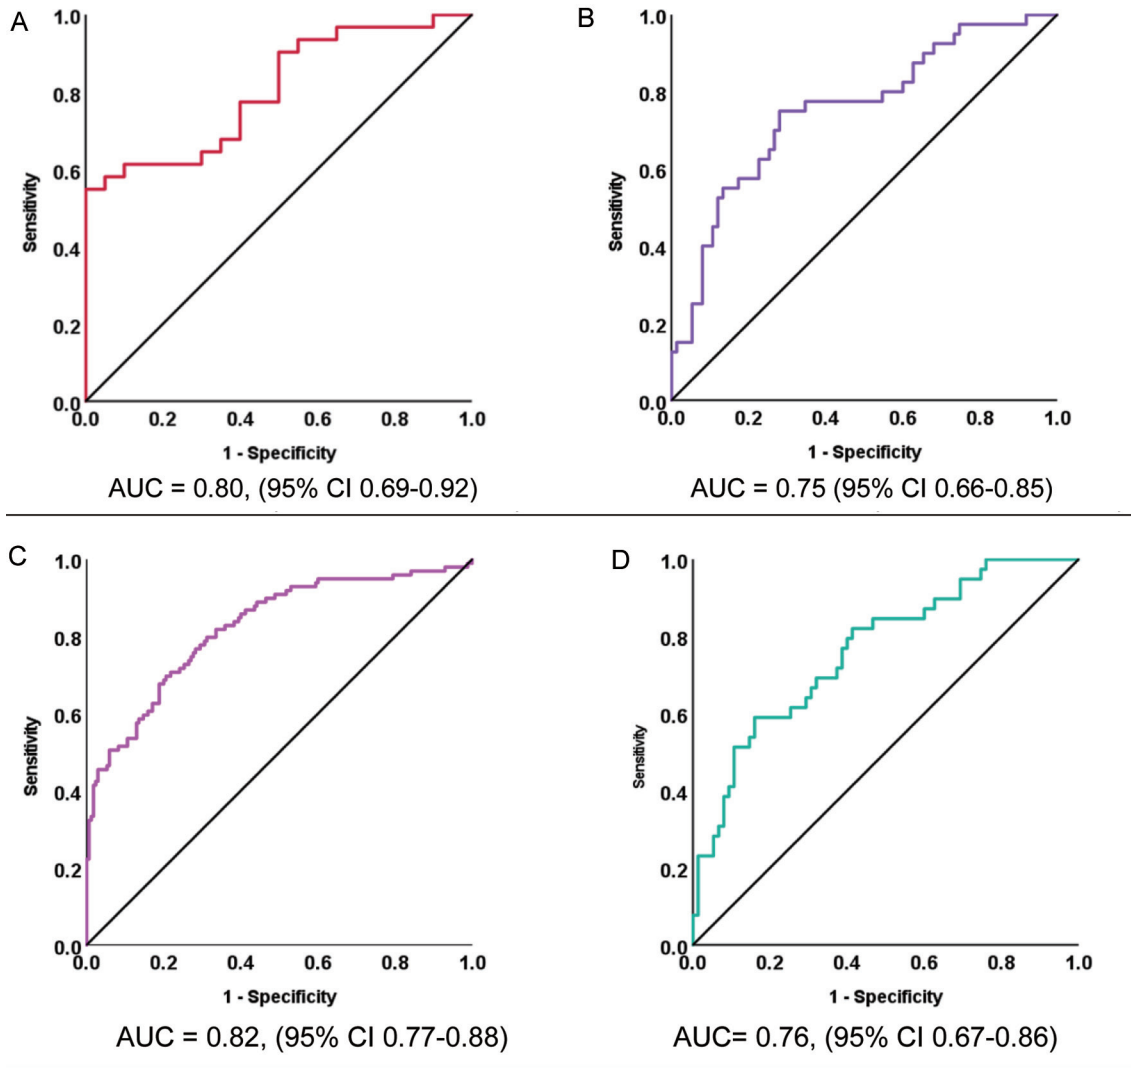 A
1.0
0.8
0.6
0.4
0.2
0.0
Sensitivity
0.0 0.2 0.4 0.6 0.8 1.0
1 - Specificity
AUC = 0.80, (95% CI 0.69-0.92)
B
1.0
0.8
0.6
0.4
0.2
0.0
Sensitivity
0.0 0.2 0.4 0.6 0.8 1.0
1 - Specificity
AUC = 0.75 (95% CI 0.66-0.85)
C
1.0
0.8
0.6
0.4
0.2
0.0
Sensitivity
0.0 0.2 0.4 0.6 0.8 1.0
1 - Specificity
AUC = 0.82, (95% CI 0.77-0.88)
D
1.0
0.8
0.6
0.4
0.2
0.0
Sensitivity
0.0 0.2 0.4 0.6 0.8 1.0
1 - Specificity
AUC= 0.76, (95% CI 0.67-0.86)